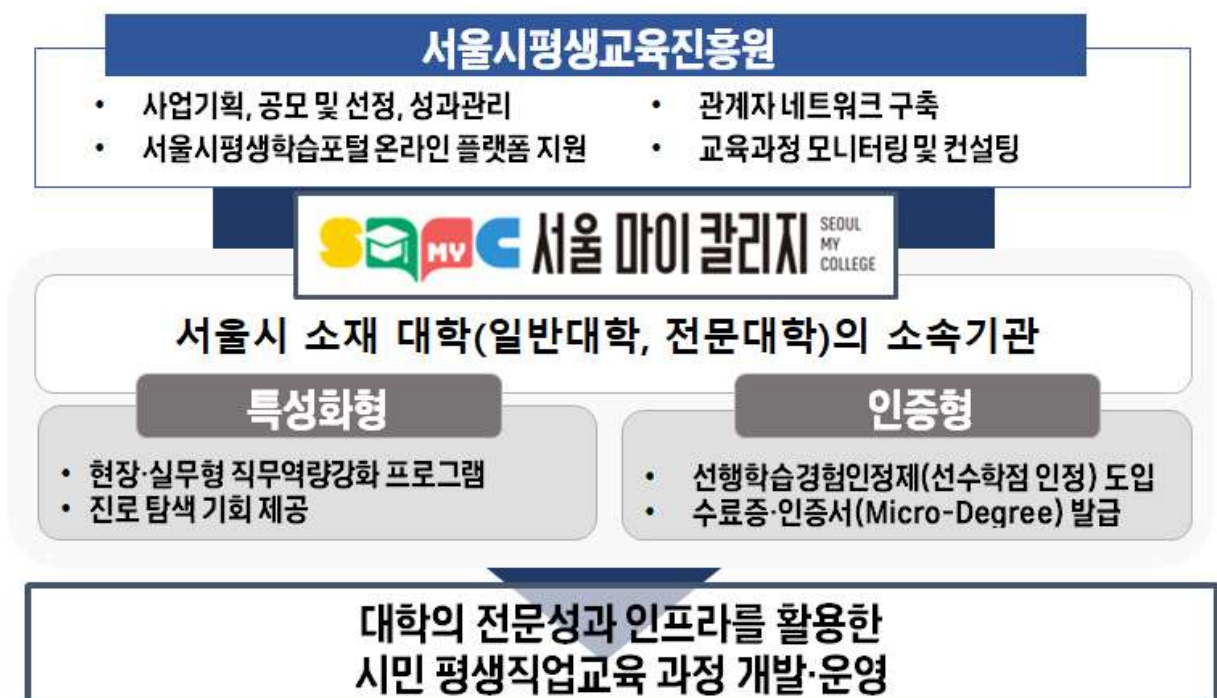 서울시평생교육진흥원
• 사업기획, 공모 및 선정, 성과관리
• 서울시평생학습포털 온라인 플랫폼 지원
• 관계자 네트워크 구축
• 교육과정 모니터링 및 컨설팅
SMMC 서울 마이 칼리지
MY
SEOUL
MY
COLLEGE
서울시 소재 대학(일반대학, 전문대학)의 소속기관
특성화형
• 현장·실무형 직무역량강화 프로그램
• 진로 탐색 기회 제공
인증형
• 선행학습경험인정제(선수학점 인정) 도입
• 수료증·인증서(Micro-Degree) 발급
대학의 전문성과 인프라를 활용한
시민 평생직업교육 과정 개발·운영